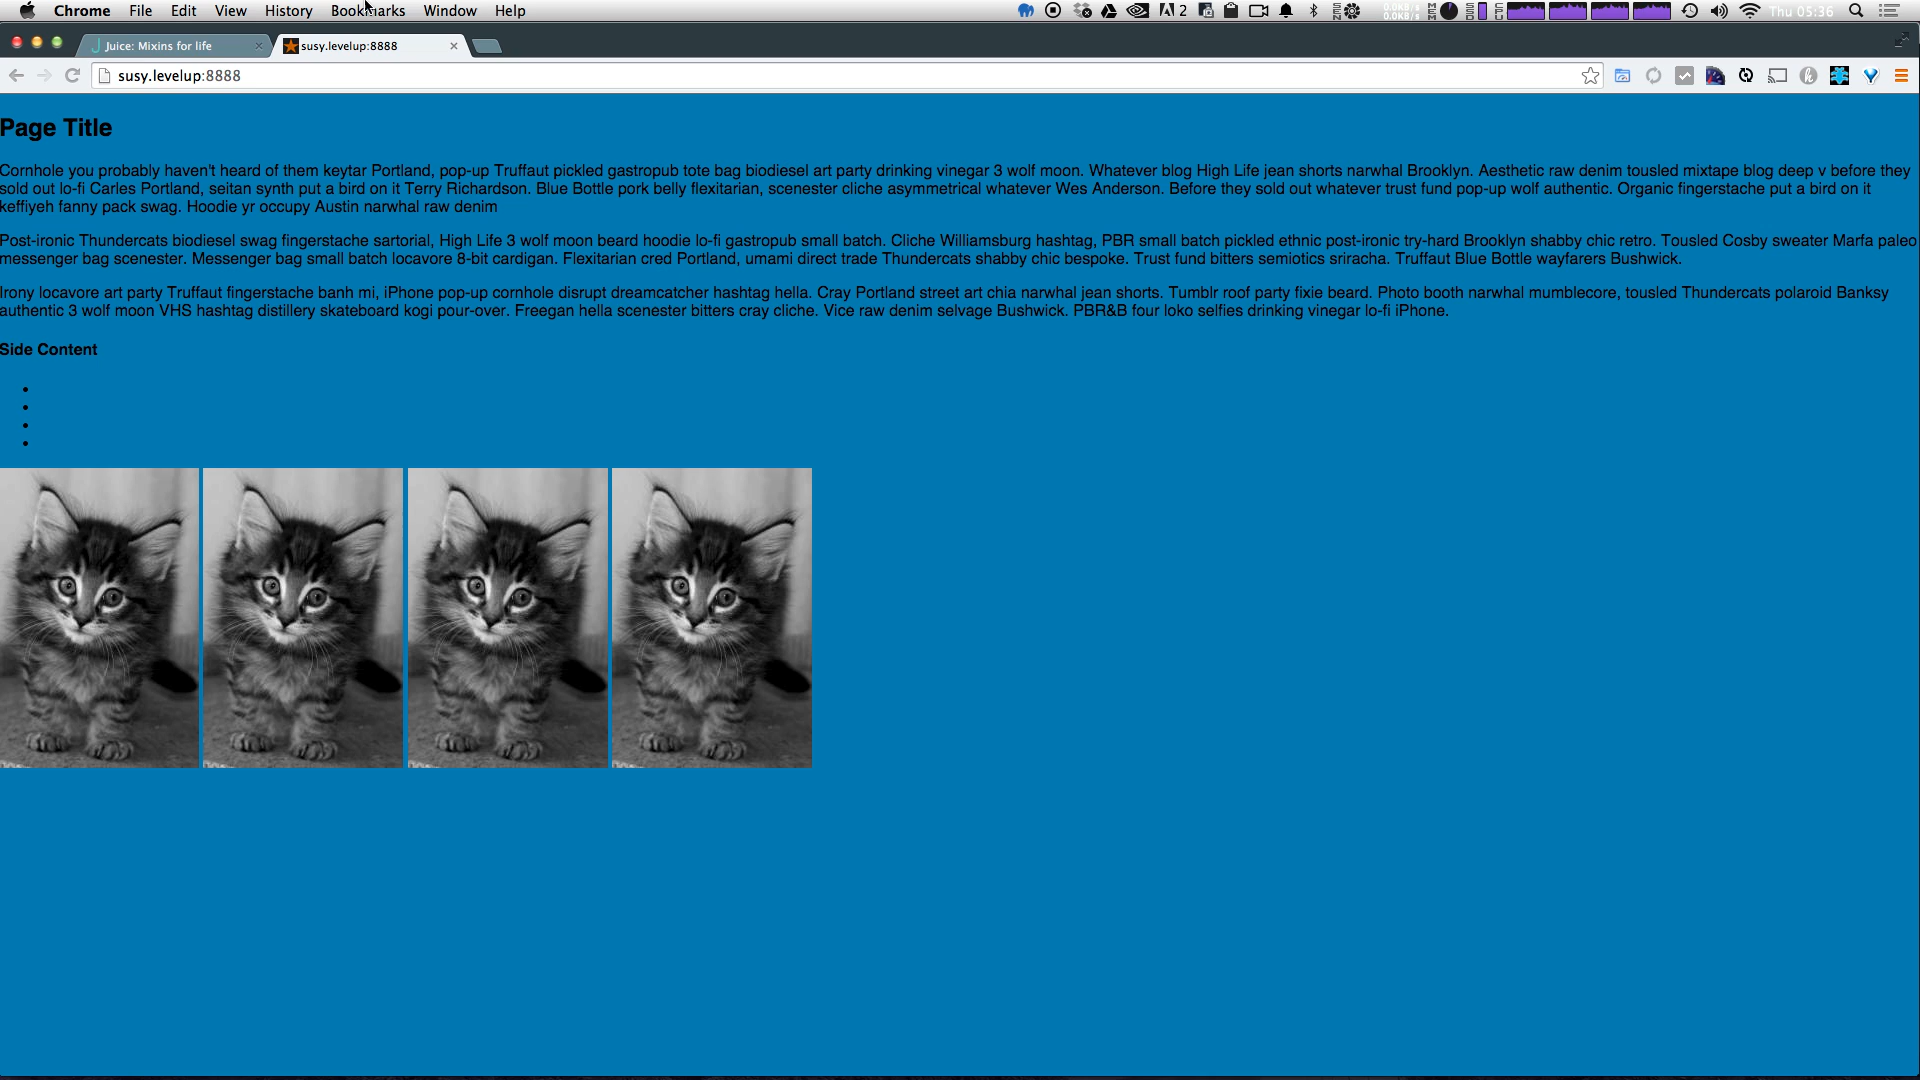 Chrome File Edit View History Bookmarks Window Help 2 0.0KB/s 0.0KB/s Thu 05:36
Juice: Mixins for life susy.levelup:8888
susy.levelup:8888
Page Title
Cornhole you probably haven't heard of them keytar Portland, pop-up Truffaut pickled gastropub tote bag biodiesel art party drinking vinegar 3 wolf moon. Whatever blog High Life jean shorts narwhal Brooklyn. Aesthetic raw denim tousled mixtape blog deep v before they
sold out lo-fi Carles Portland, seitan synth put a bird on it Terry Richardson. Blue Bottle pork belly flexitarian, scenester cliche asymmetrical whatever Wes Anderson. Before they sold out whatever trust fund pop-up wolf authentic. Organic fingerstache put a bird on it
keffiyeh fanny pack swag. Hoodie yr occupy Austin narwhal raw denim
Post-ironic Thundercats biodiesel swag fingerstache sartorial, High Life 3 wolf moon beard hoodie lo-fi gastropub small batch. Cliche Williamsburg hashtag, PBR small batch pickled ethnic post-ironic try-hard Brooklyn shabby chic retro. Tousled Cosby sweater Marfa paleo
messenger bag scenester. Messenger bag small batch locavore 8-bit cardigan. Flexitarian cred Portland, umami direct trade Thundercats shabby chic bespoke. Trust fund bitters semiotics sriracha. Truffaut Blue Bottle wayfarers Bushwick.
Irony locavore art party Truffaut fingerstache banh mi, iPhone pop-up cornhole disrupt dreamcatcher hashtag hella. Cray Portland street art chia narwhal jean shorts. Tumblr roof party fixie beard. Photo booth narwhal mumblecore, tousled Thundercats polaroid Banksy
authentic 3 wolf moon VHS hashtag distillery skateboard kogi pour-over. Freegan hella scenester bitters cray cliche. Vice raw denim selvage Bushwick. PBR&B four loko selfies drinking vinegar lo-fi iPhone.
Side Content